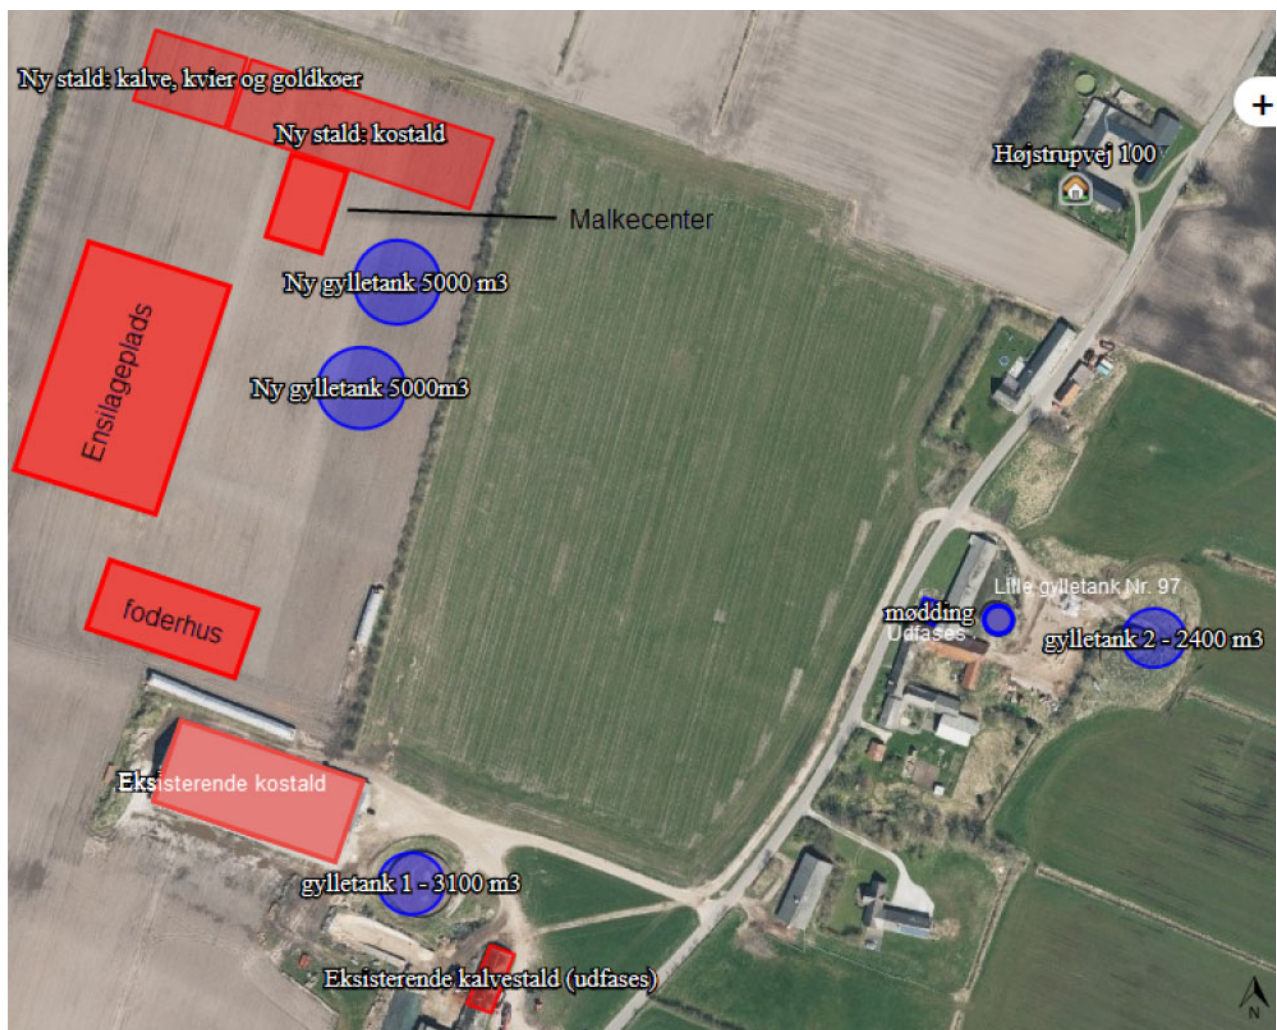 Ny stald: kalve, kvier og goldkøer
+
Ny stald: kostald
Højstrupvej 100
Malkecenter
Ny gylletank 5000 m3
Ensilageplads
Ny gylletank 5000m3
foderhus
Lille gylletank Nr. 97
mødding
Udfases
gylletank 2 - 2400 m3
Eksisterende kostald
gylletank 1 - 3100 m3
Eksisterende kalvestald (udfases)
N